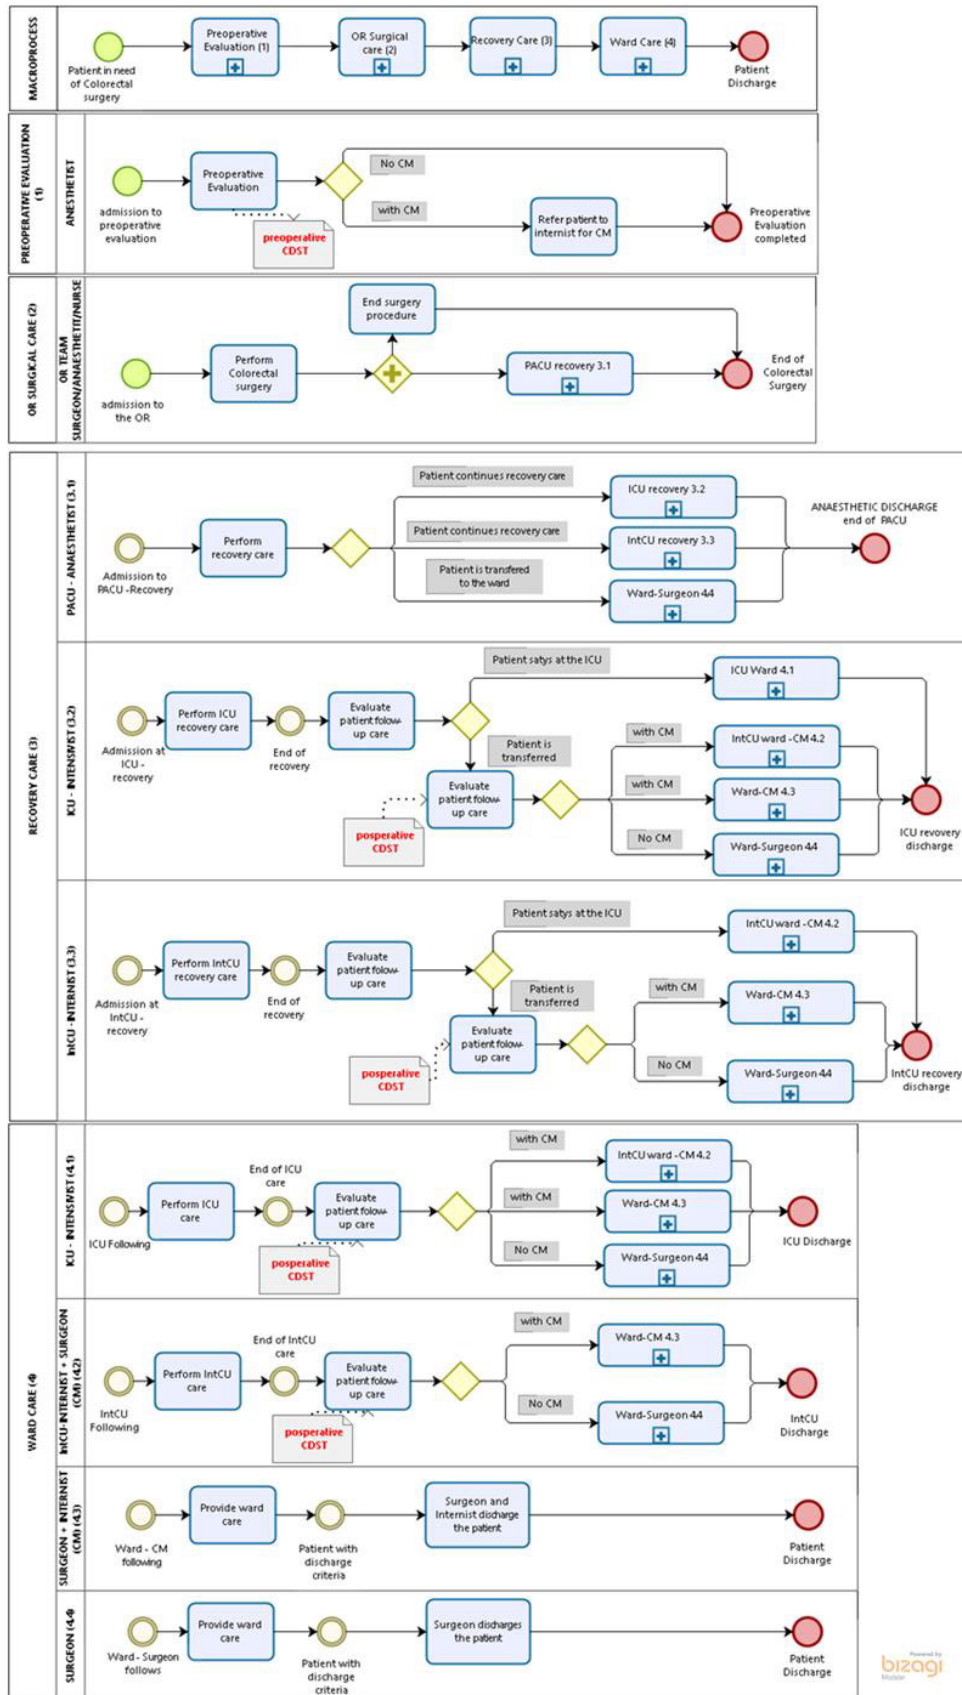 MACROPROCESS
Patient in need
of Colorectal
surgery
Preoperative
Evaluation (1)
OR Surgical
care (2)
Recovery Care (3)
Ward Care (4)
Patient
Discharge
PREOPERATIVE EVALUATION
(1)
ANESTHETIST
admission to
preoperative
evaluation
Preoperative
Evaluation
preoperative
CDST
No CM
with CM
Refer patient to
internist for CM
Preoperative
Evaluation
completed
OR SURGICAL CARE (2)
OR TEAM
SURGEON/ANAESTHETIT/NURSE
admission to
the OR
Perform
Colorectal
surgery
End surgery
procedure
PACU recovery 3.1
End of
Colorectal
Surgery
RECOVERY CARE (3)
PACU - ANAESTHETIST (3.1)
Admission to
PACU -Recovery
Perform
recovery care
Patient continues recovery care
Patient continues recovery care
Patient is transfered
to the ward
ICU recovery 3.2
IntCU recovery 3.3
Ward-Surgeon 4.4
ANAESTHETIC DISCHARGE
end of PACU
ICU - INTENSIVIST (3.2)
Admission at
ICU -
recovery
Perform ICU
recovery care
End of
recovery
Evaluate
patient folow-
up care
Patient satys at the ICU
Patient is
transferred
Evaluate
patient folow-
up care
posperative
CDST
with CM
with CM
No CM
ICU Ward 4.1
IntCU ward -CM 4.2
Ward-CM 4.3
Ward-Surgeon 4.4
ICU revovery
discharge
IntCU -INTERNIST (3.3)
Admission at
IntCU -
recovery
Perform IntCU
recovery care
End of
recovery
Evaluate
patient folow-
up care
Patient satys at the ICU
Patient is
transferred
Evaluate
patient folow-
up care
posperative
CDST
with CM
No CM
IntCU ward -CM 4.2
Ward-CM 4.3
Ward-Surgeon 4.4
IntCU recovery
discharge
WARD CARE (4)
ICU - INTENSIVIST (4.1)
ICU Following
Perform ICU
care
End of ICU
care
Evaluate
patient folow-
up care
posperative
CDST
with CM
with CM
No CM
IntCU ward -CM 4.2
Ward-CM 4.3
Ward-Surgeon 4.4
ICU Discharge
IntCU- INTERNIST + SURGEON
(CM) (4.2)
IntCU
Following
Perform IntCU
care
End of IntCU
care
Evaluate
patient folow-
up care
posperative
CDST
with CM
No CM
Ward-CM 4.3
Ward-Surgeon 4.4
IntCU
Discharge
SURGEON + INTERNIST
(CM) (4.3)
Ward - CM
following
Provide ward
care
Patient with
discharge
criteria
Surgeon and
Internist discharge
the patient
Patient
Discharge
SURGEON (4.4)
Ward - Surgeon
follows
Provide ward
care
Patient with
discharge
criteria
Surgeon discharges
the patient
Patient
Discharge
Powered by
bizagi
Modeler